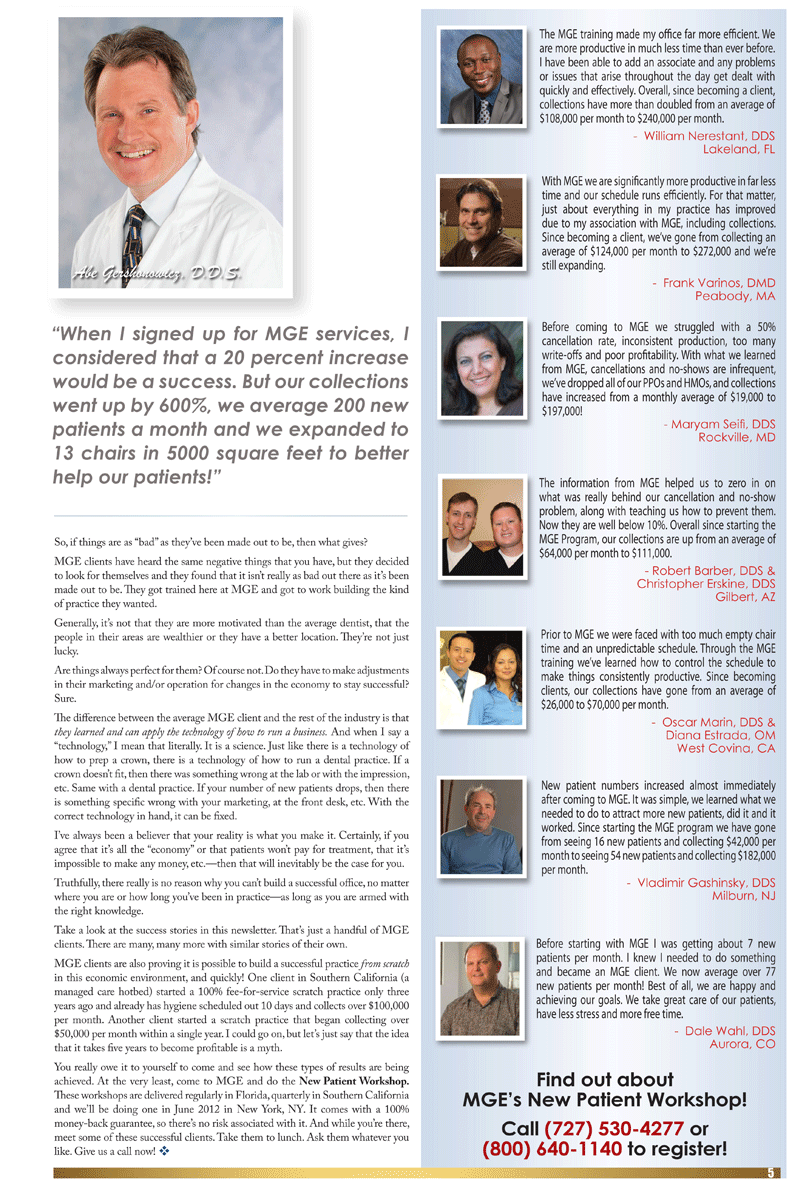 Abe Gershonowicz, D.D.S.
“When I signed up for MGE services, I
considered that a 20 percent increase
would be a success. But our collections
went up by 600%, we average 200 new
patients a month and we expanded to
13 chairs in 5000 square feet to better
help our patients!”
So, if things are as “bad” as they’ve been made out to be, then what gives?
MGE clients have heard the same negative things that you have, but they decided
to look for themselves and they found that it isn’t really as bad out there as it’s been
made out to be. They got trained here at MGE and got to work building the kind
of practice they wanted.
Generally, it’s not that they are more motivated than the average dentist, that the
people in their areas are wealthier or they have a better location. They’re not just
lucky.
Are things always perfect for them? Of course not. Do they have to make adjustments
in their marketing and/or operation for changes in the economy to stay successful?
Sure.
The difference between the average MGE client and the rest of the industry is that
they learned and can apply the technology of how to run a business. And when I say a
“technology,” I mean that literally. It is a science. Just like there is a technology of
how to prep a crown, there is a technology of how to run a dental practice. If a
crown doesn’t fit, then there was something wrong at the lab or with the impression,
etc. Same with a dental practice. If your number of new patients drops, then there
is something specific wrong with your marketing, at the front desk, etc. With the
correct technology in hand, it can be fixed.
I’ve always been a believer that your reality is what you make it. Certainly, if you
agree that it’s all the “economy” or that patients won’t pay for treatment, that it’s
impossible to make any money, etc.—then that will inevitably be the case for you.
Truthfully, there really is no reason why you can’t build a successful office, no matter
where you are or how long you’ve been in practice—as long as you are armed with
the right knowledge.
Take a look at the success stories in this newsletter. That’s just a handful of MGE
clients. There are many, many more with similar stories of their own.
MGE clients are also proving it is possible to build a successful practice from scratch
in this economic environment, and quickly! One client in Southern California (a
managed care hotbed) started a 100% fee-for-service scratch practice only three
years ago and already has hygiene scheduled out 10 days and collects over $100,000
per month. Another client started a scratch practice that began collecting over
$50,000 per month within a single year. I could go on, but let’s just say that the idea
that it takes five years to become profitable is a myth.
You really owe it to yourself to come and see how these types of results are being
achieved. At the very least, come to MGE and do the New Patient Workshop.
These workshops are delivered regularly in Florida, quarterly in Southern California
and we’ll be doing one in June 2012 in New York, NY. It comes with a 100%
money-back guarantee, so there’s no risk associated with it. And while you’re there,
meet some of these successful clients. Take them to lunch. Ask them whatever you
like. Give us a call now!
The MGE training made my office far more efficient. We
are more productive in much less time than ever before.
I have been able to add an associate and any problems
or issues that arise throughout the day get dealt with
quickly and effectively. Overall, since becoming a client,
collections have more than doubled from an average of
$108,000 per month to $240,000 per month.
- William Nerestant, DDS
Lakeland, FL
With MGE we are significantly more productive in far less
time and our schedule runs efficiently. For that matter,
just about everything in my practice has improved
due to my association with MGE, including collections.
Since becoming a client, we’ve gone from collecting an
average of $124,000 per month to $272,000 and we’re
still expanding.
- Frank Varinos, DMD
Peabody, MA
Before coming to MGE we struggled with a 50%
cancellation rate, inconsistent production, too many
write-offs and poor profitability. With what we learned
from MGE, cancellations and no-shows are infrequent,
we’ve dropped all of our PPOs and HMOs, and collections
have increased from a monthly average of $19,000 to
$197,000!
- Maryam Seifi, DDS
Rockville, MD
The information from MGE helped us to zero in on
what was really behind our cancellation and no-show
problem, along with teaching us how to prevent them.
Now they are well below 10%. Overall since starting the
MGE Program, our collections are up from an average of
$64,000 per month to $111,000.
- Robert Barber, DDS &
Christopher Erskine, DDS
Gilbert, AZ
Prior to MGE we were faced with too much empty chair
time and an unpredictable schedule. Through the MGE
training we’ve learned how to control the schedule to
make things consistently productive. Since becoming
clients, our collections have gone from an average of
$26,000 to $70,000 per month.
- Oscar Marin, DDS &
Diana Estrada, OM
West Covina, CA
New patient numbers increased almost immediately
after coming to MGE. It was simple, we learned what we
needed to do to attract more new patients, did it and it
worked. Since starting the MGE program we have gone
from seeing 16 new patients and collecting $42,000 per
month to seeing 54 new patients and collecting $182,000
per month.
- Vladimir Gashinsky, DDS
Milburn, NJ
Before starting with MGE I was getting about 7 new
patients per month. I knew I needed to do something
and became an MGE client. We now average over 77
new patients per month! Best of all, we are happy and
achieving our goals. We take great care of our patients,
have less stress and more free time.
- Dale Wahl, DDS
Aurora, CO
Find out about
MGE’s New Patient Workshop!
Call (727) 530-4277 or
(800) 640-1140 to register!
5